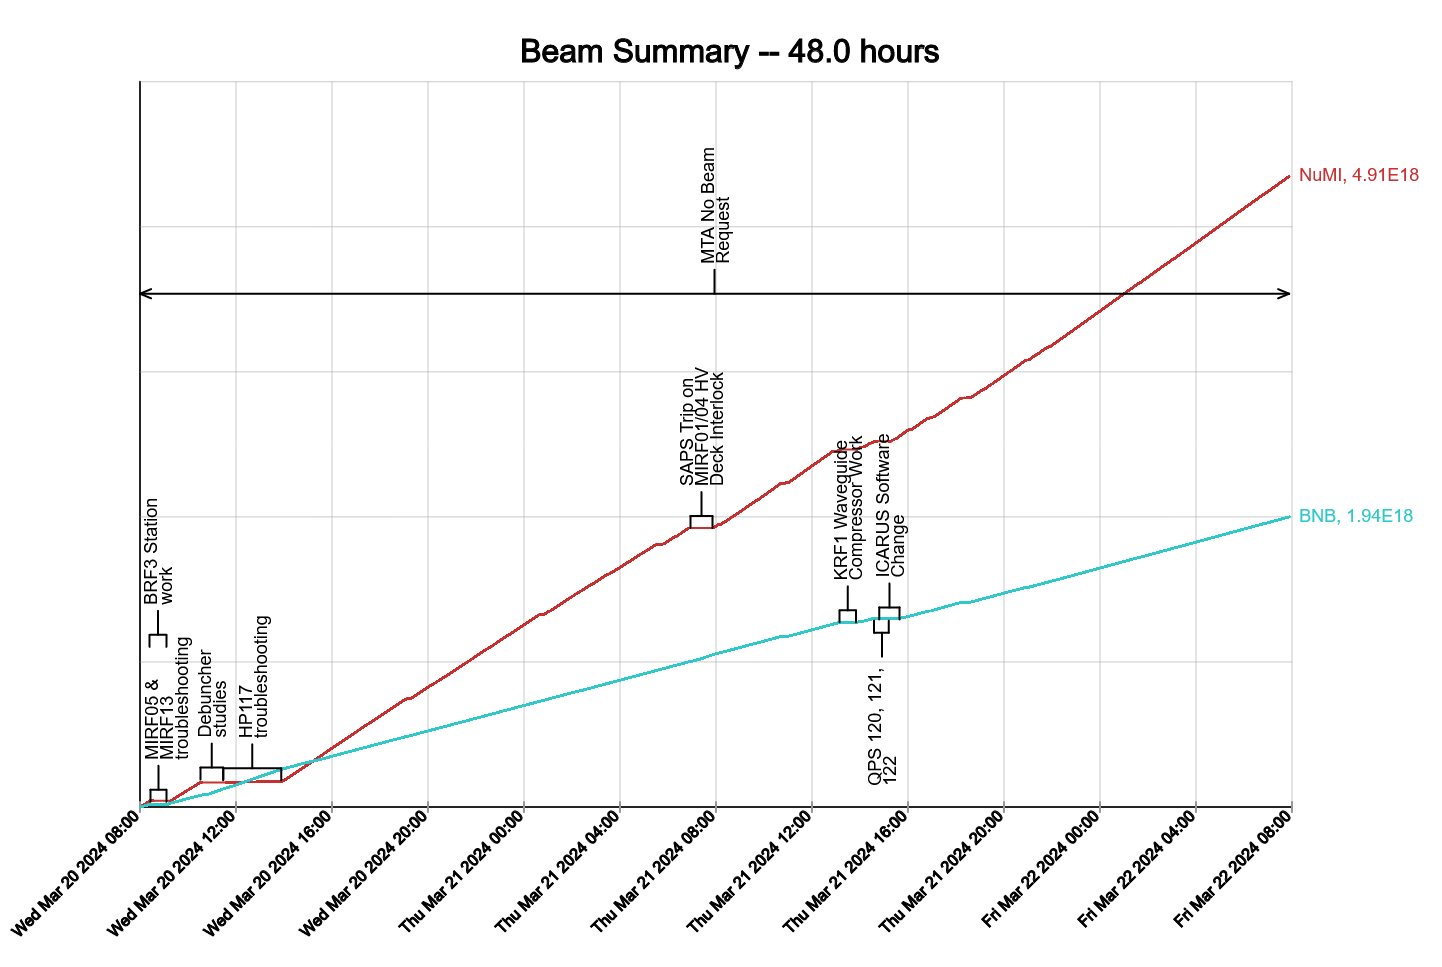 Beam Summary -- 48.0 hours
NuMI, 4.91E18
MTA No Beam
Request
SAPS Trip on
MIRF01/04 HV
Deck Interlock
KRF1 Waveguide
Compressor Work
ICARUS Software
Change
BNB, 1.94E18
BRF3 Station
work
MIRF05 &
MIRF13
troubleshooting
Debuncher
studies
HP117
troubleshooting
QPS 120, 121,
122
Wed Mar 20 2024 08:00
Wed Mar 20 2024 12:00
Wed Mar 20 2024 16:00
Wed Mar 20 2024 20:00
Thu Mar 21 2024 00:00
Thu Mar 21 2024 04:00
Thu Mar 21 2024 08:00
Thu Mar 21 2024 12:00
Thu Mar 21 2024 16:00
Thu Mar 21 2024 20:00
Fri Mar 22 2024 00:00
Fri Mar 22 2024 04:00
Fri Mar 22 2024 08:00